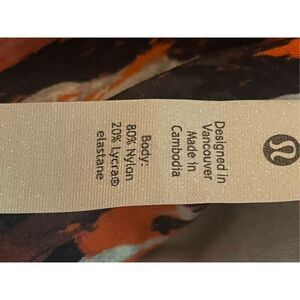 Designed in
Vancouver
Made in
Cambodia
Body:
80% Nylon
20% Lycra®
elastane